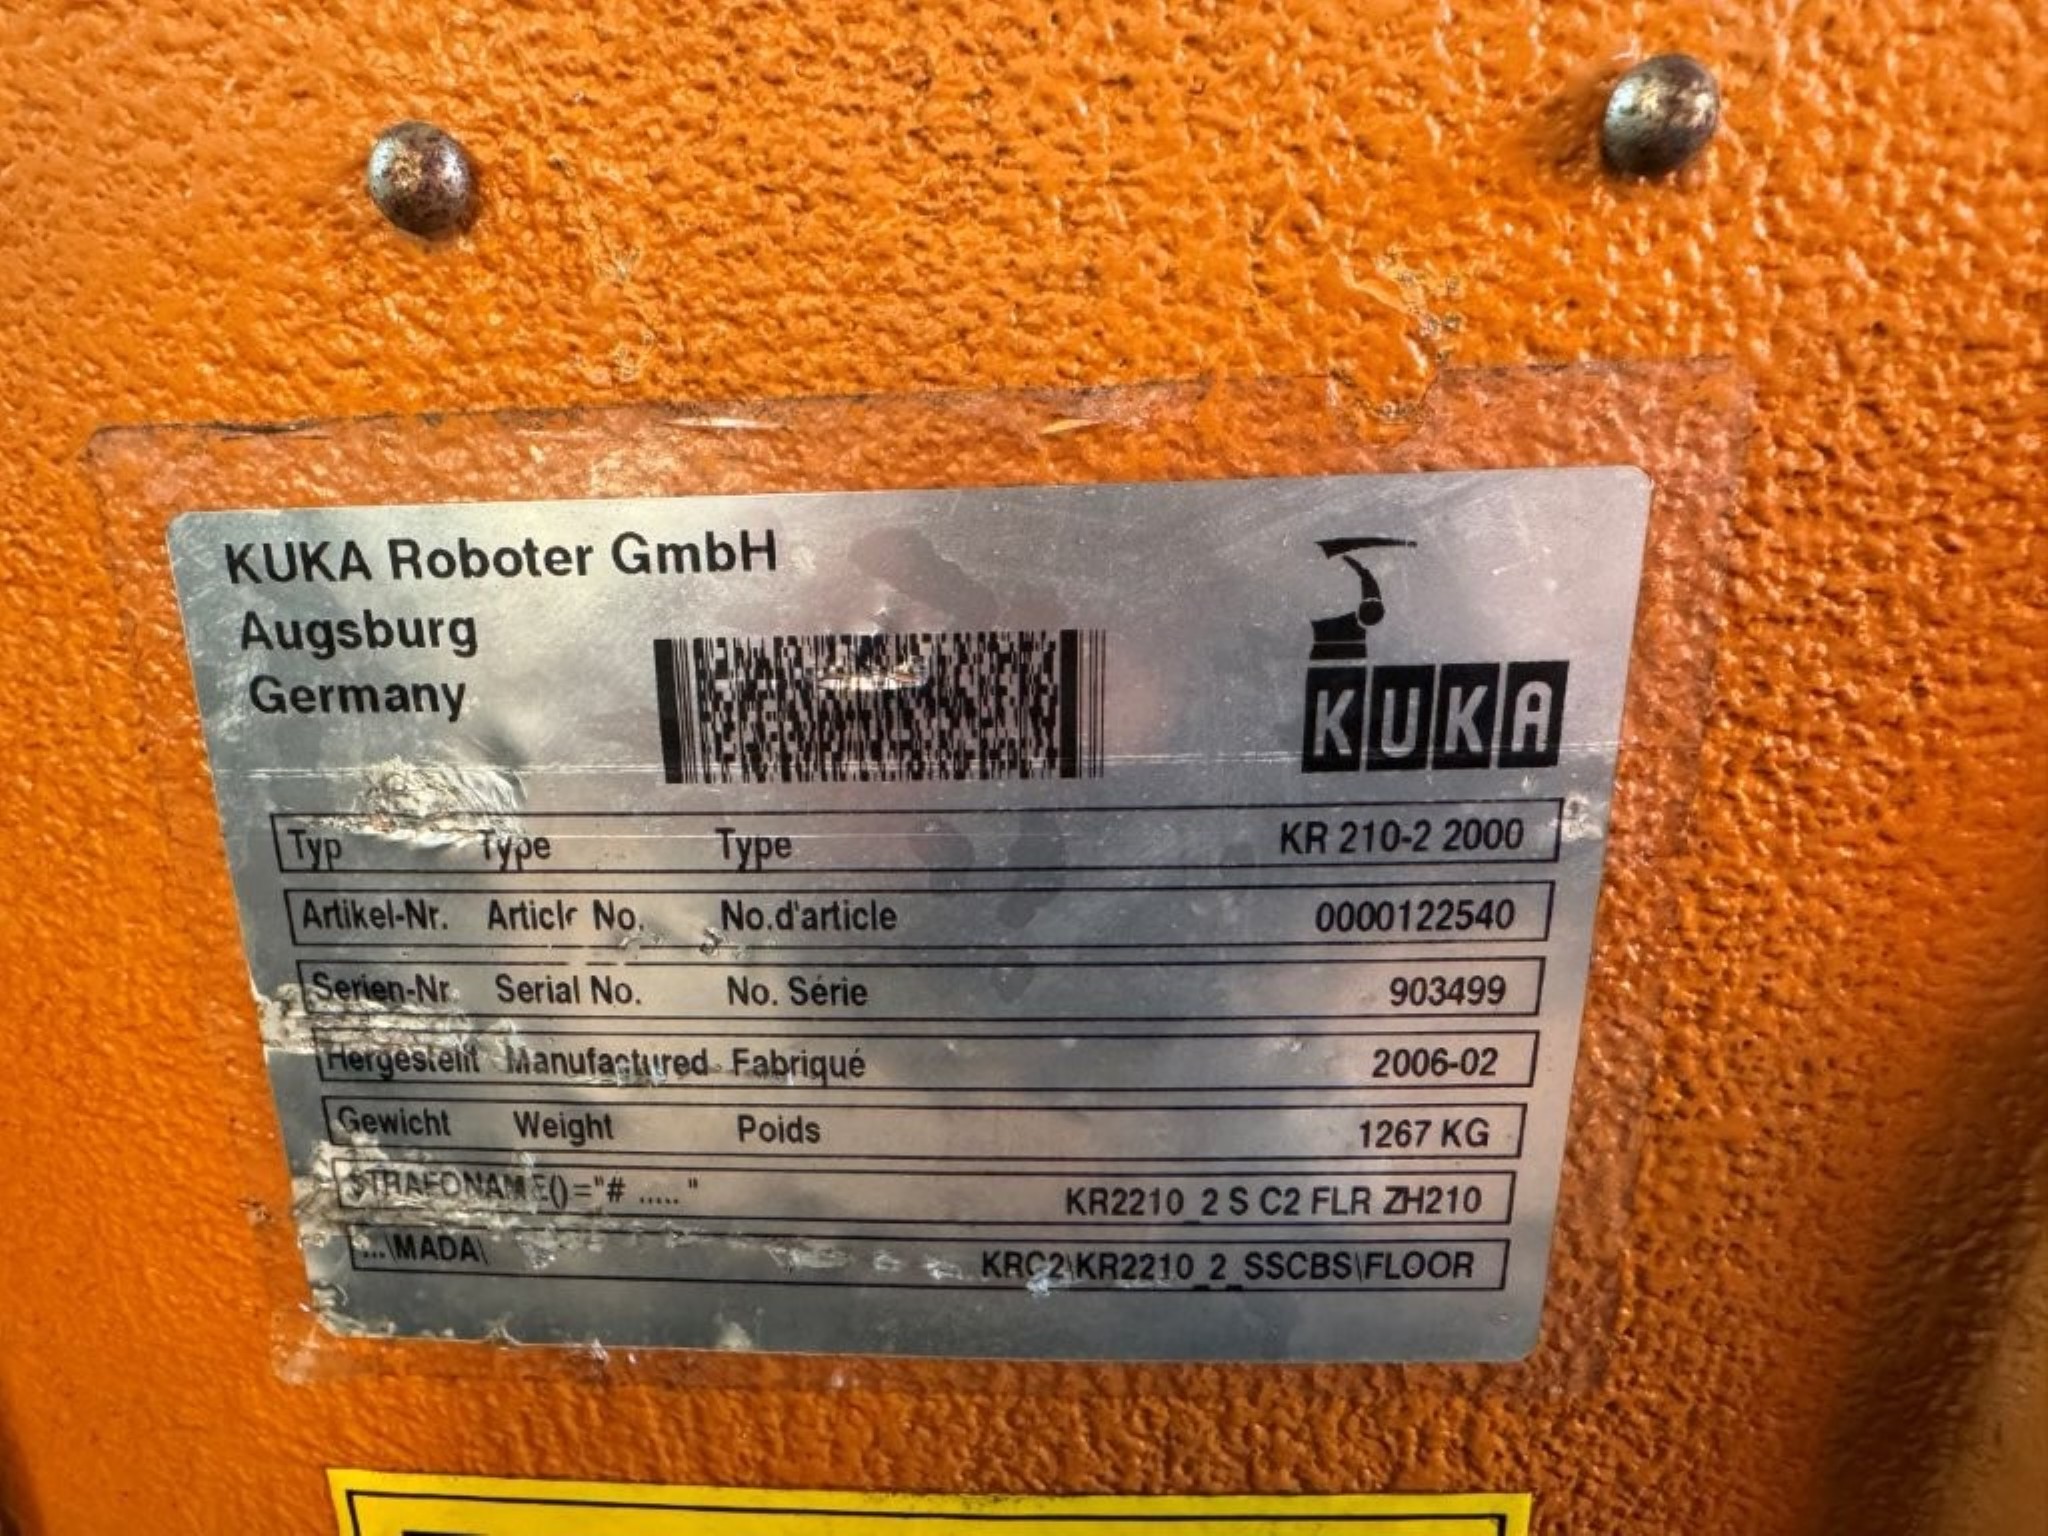 KUKA Roboter GmbH
Augsburg
Germany
KUKA
Typ Type Type KR 210-2 2000
Artikel-Nr. Article No. No.d'article 0000122540
Serien-Nr. Serial No. No. Série 903499
Hergestellt Manufactured Fabriqué 2006-02
Gewicht Weight Poids 1267 KG
$TRAFONAME()="# ....." KR2210_2 S C2 FLR ZH210
...\MADA\ KRC2\KR2210_2_SSCBS\FLOOR